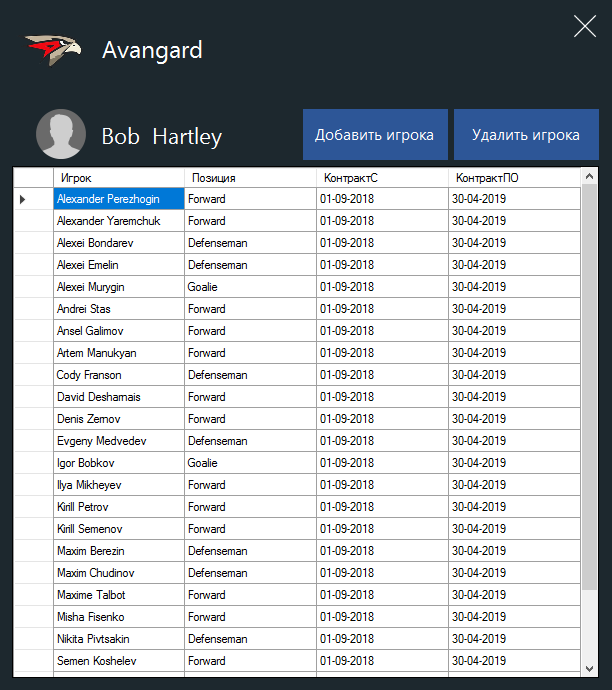 Avangard
Bob Hartley
Добавить игрока
Удалить игрока
Игрок Позиция КонтрактС КонтрактПО
Alexander Perezhogin Forward 01-09-2018 30-04-2019
Alexander Yaremchuk Forward 01-09-2018 30-04-2019
Alexei Bondarev Defenseman 01-09-2018 30-04-2019
Alexei Emelin Defenseman 01-09-2018 30-04-2019
Alexei Murygin Goalie 01-09-2018 30-04-2019
Andrei Stas Forward 01-09-2018 30-04-2019
Ansel Galimov Forward 01-09-2018 30-04-2019
Artem Manukyan Forward 01-09-2018 30-04-2019
Cody Franson Defenseman 01-09-2018 30-04-2019
David Desharnais Forward 01-09-2018 30-04-2019
Denis Zernov Forward 01-09-2018 30-04-2019
Evgeny Medvedev Defenseman 01-09-2018 30-04-2019
Igor Bobkov Goalie 01-09-2018 30-04-2019
Ilya Mikheyev Forward 01-09-2018 30-04-2019
Kirill Petrov Forward 01-09-2018 30-04-2019
Kirill Semenov Forward 01-09-2018 30-04-2019
Maxim Berezin Defenseman 01-09-2018 30-04-2019
Maxim Chudinov Defenseman 01-09-2018 30-04-2019
Maxime Talbot Forward 01-09-2018 30-04-2019
Misha Fisenko Forward 01-09-2018 30-04-2019
Nikita Pivtsakin Defenseman 01-09-2018 30-04-2019
Semen Koshelev Forward 01-09-2018 30-04-2019